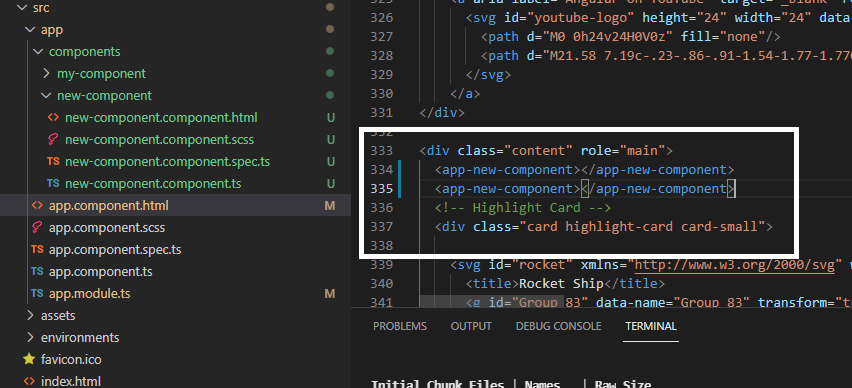 src
app
components
my-component
new-component
new-component.component.html U
new-component.component.scss U
new-component.component.spec.ts U
new-component.component.ts U
app.component.html M
app.component.scss
TS app.component.spec.ts
TS app.component.ts
TS app.module.ts M
assets
environments
favicon.ico
index.html
326 <svg id="youtube-logo" height="24" width="24" data
327 <path d="M0 0h24v24H0V0z" fill="none"/>
328 <path d="M21.58 7.19c-.23-.86-.91-1.54-1.77-1.77
329 </svg>
330 </a>
331 </div>
332
333 <div class="content" role="main">
334 <app-new-component></app-new-component>
335 <app-new-component></app-new-component>
336 <!-- Highlight Card -->
337 <div class="card highlight-card card-small">
338
339 <svg id="rocket" xmlns="http://www.w3.org/2000/svg"
340 <title>Rocket Ship</title>
341 <g id="Group 83" data-name="Group 83" transform="t
PROBLEMS OUTPUT DEBUG CONSOLE TERMINAL
Initial Chunk Files | Names | Raw Size